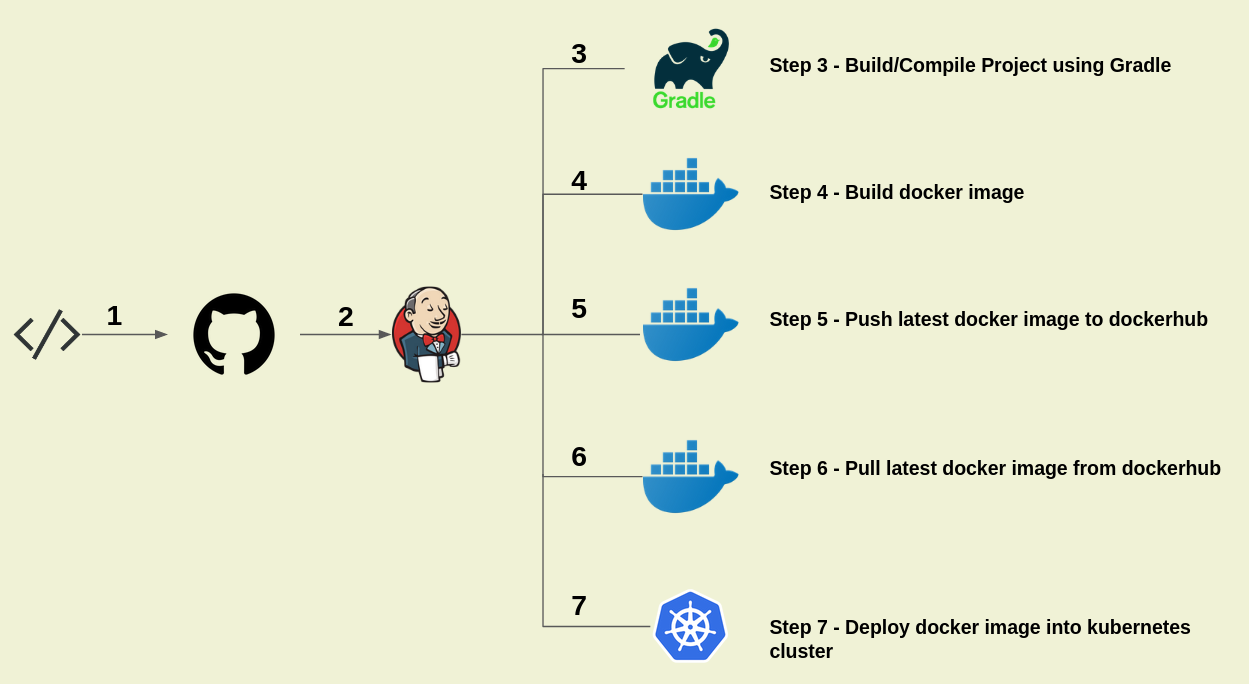 3
Gradle
Step 3 - Build/Compile Project using Gradle
4
Step 4 - Build docker image
1
2
5
Step 5 - Push latest docker image to dockerhub
6
Step 6 - Pull latest docker image from dockerhub
7
Step 7 - Deploy docker image into kubernetes
cluster